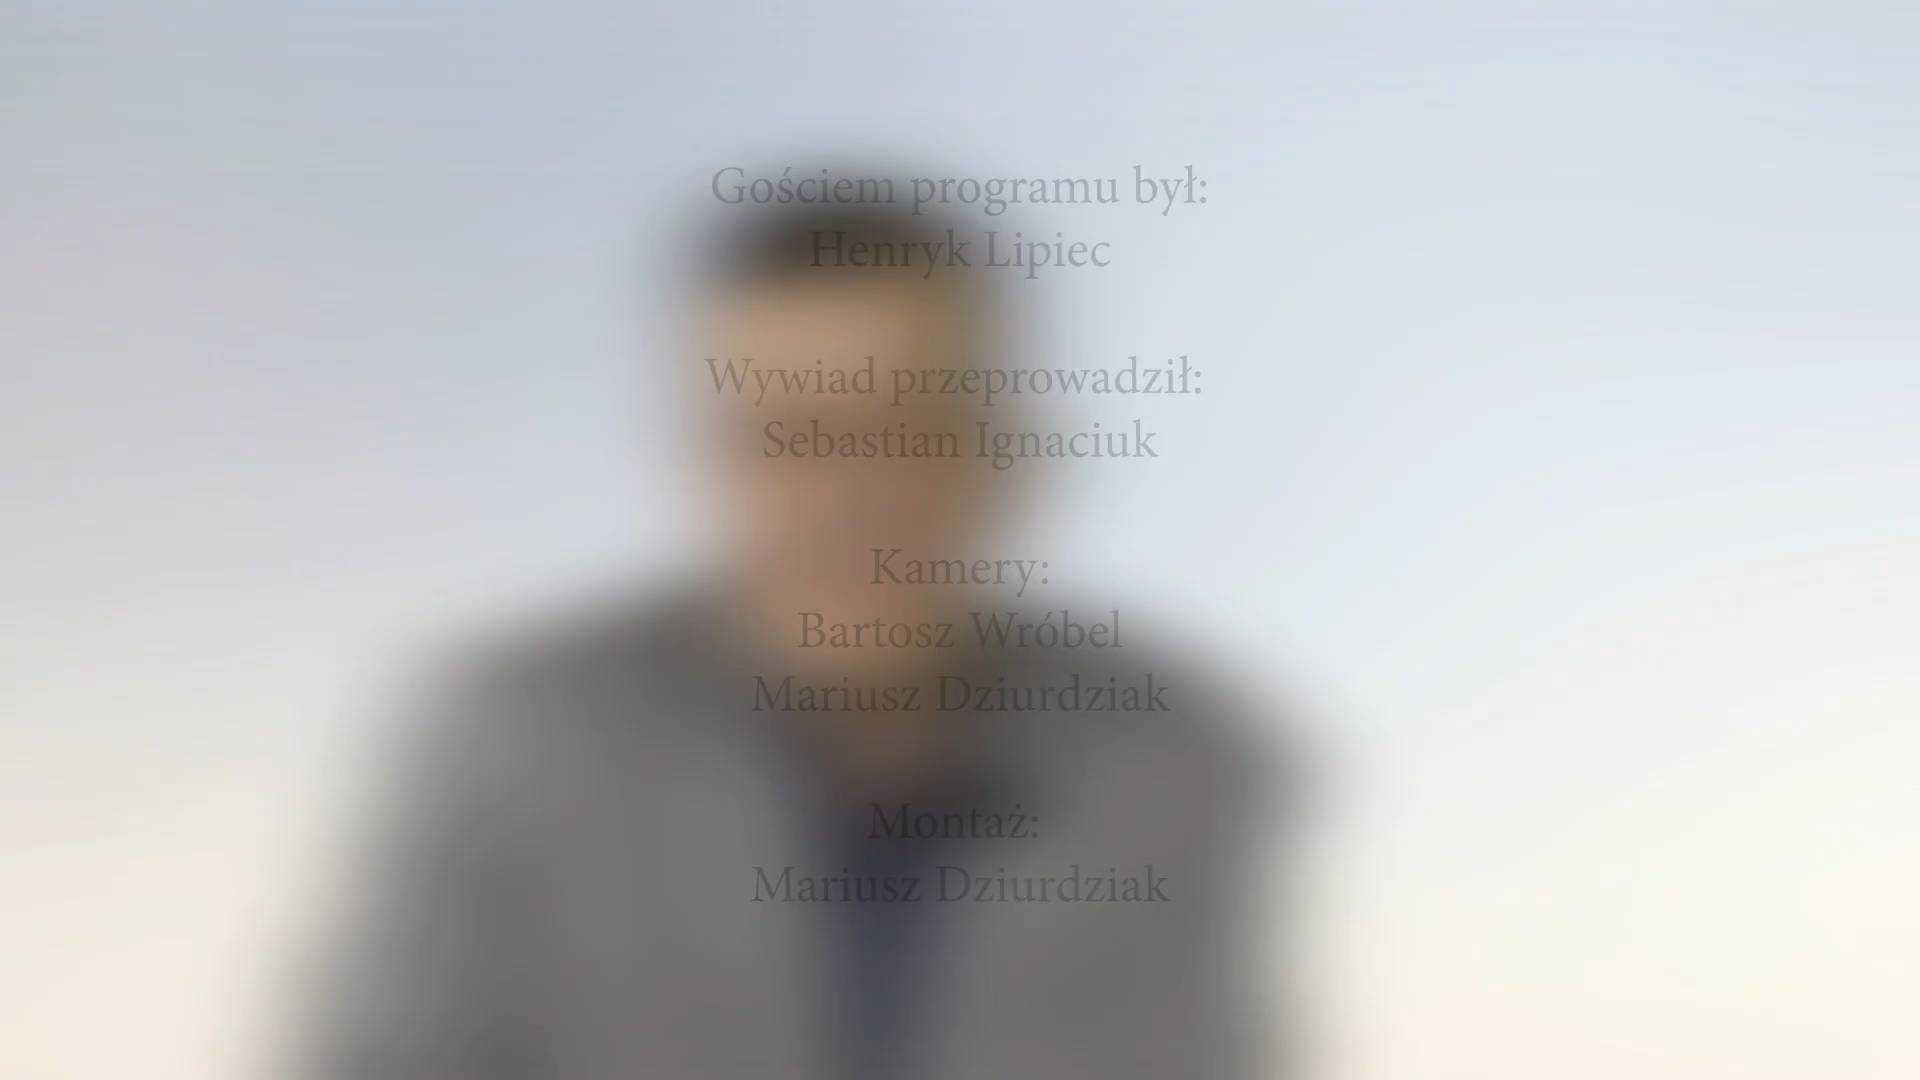 Gościem programu był:
Henryk Lipiec
Wywiad przeprowadził:
Sebastian Ignaciuk
Kamery:
Bartosz Wróbel
Mariusz Dziurdziak
Montaż:
Mariusz Dziurdziak